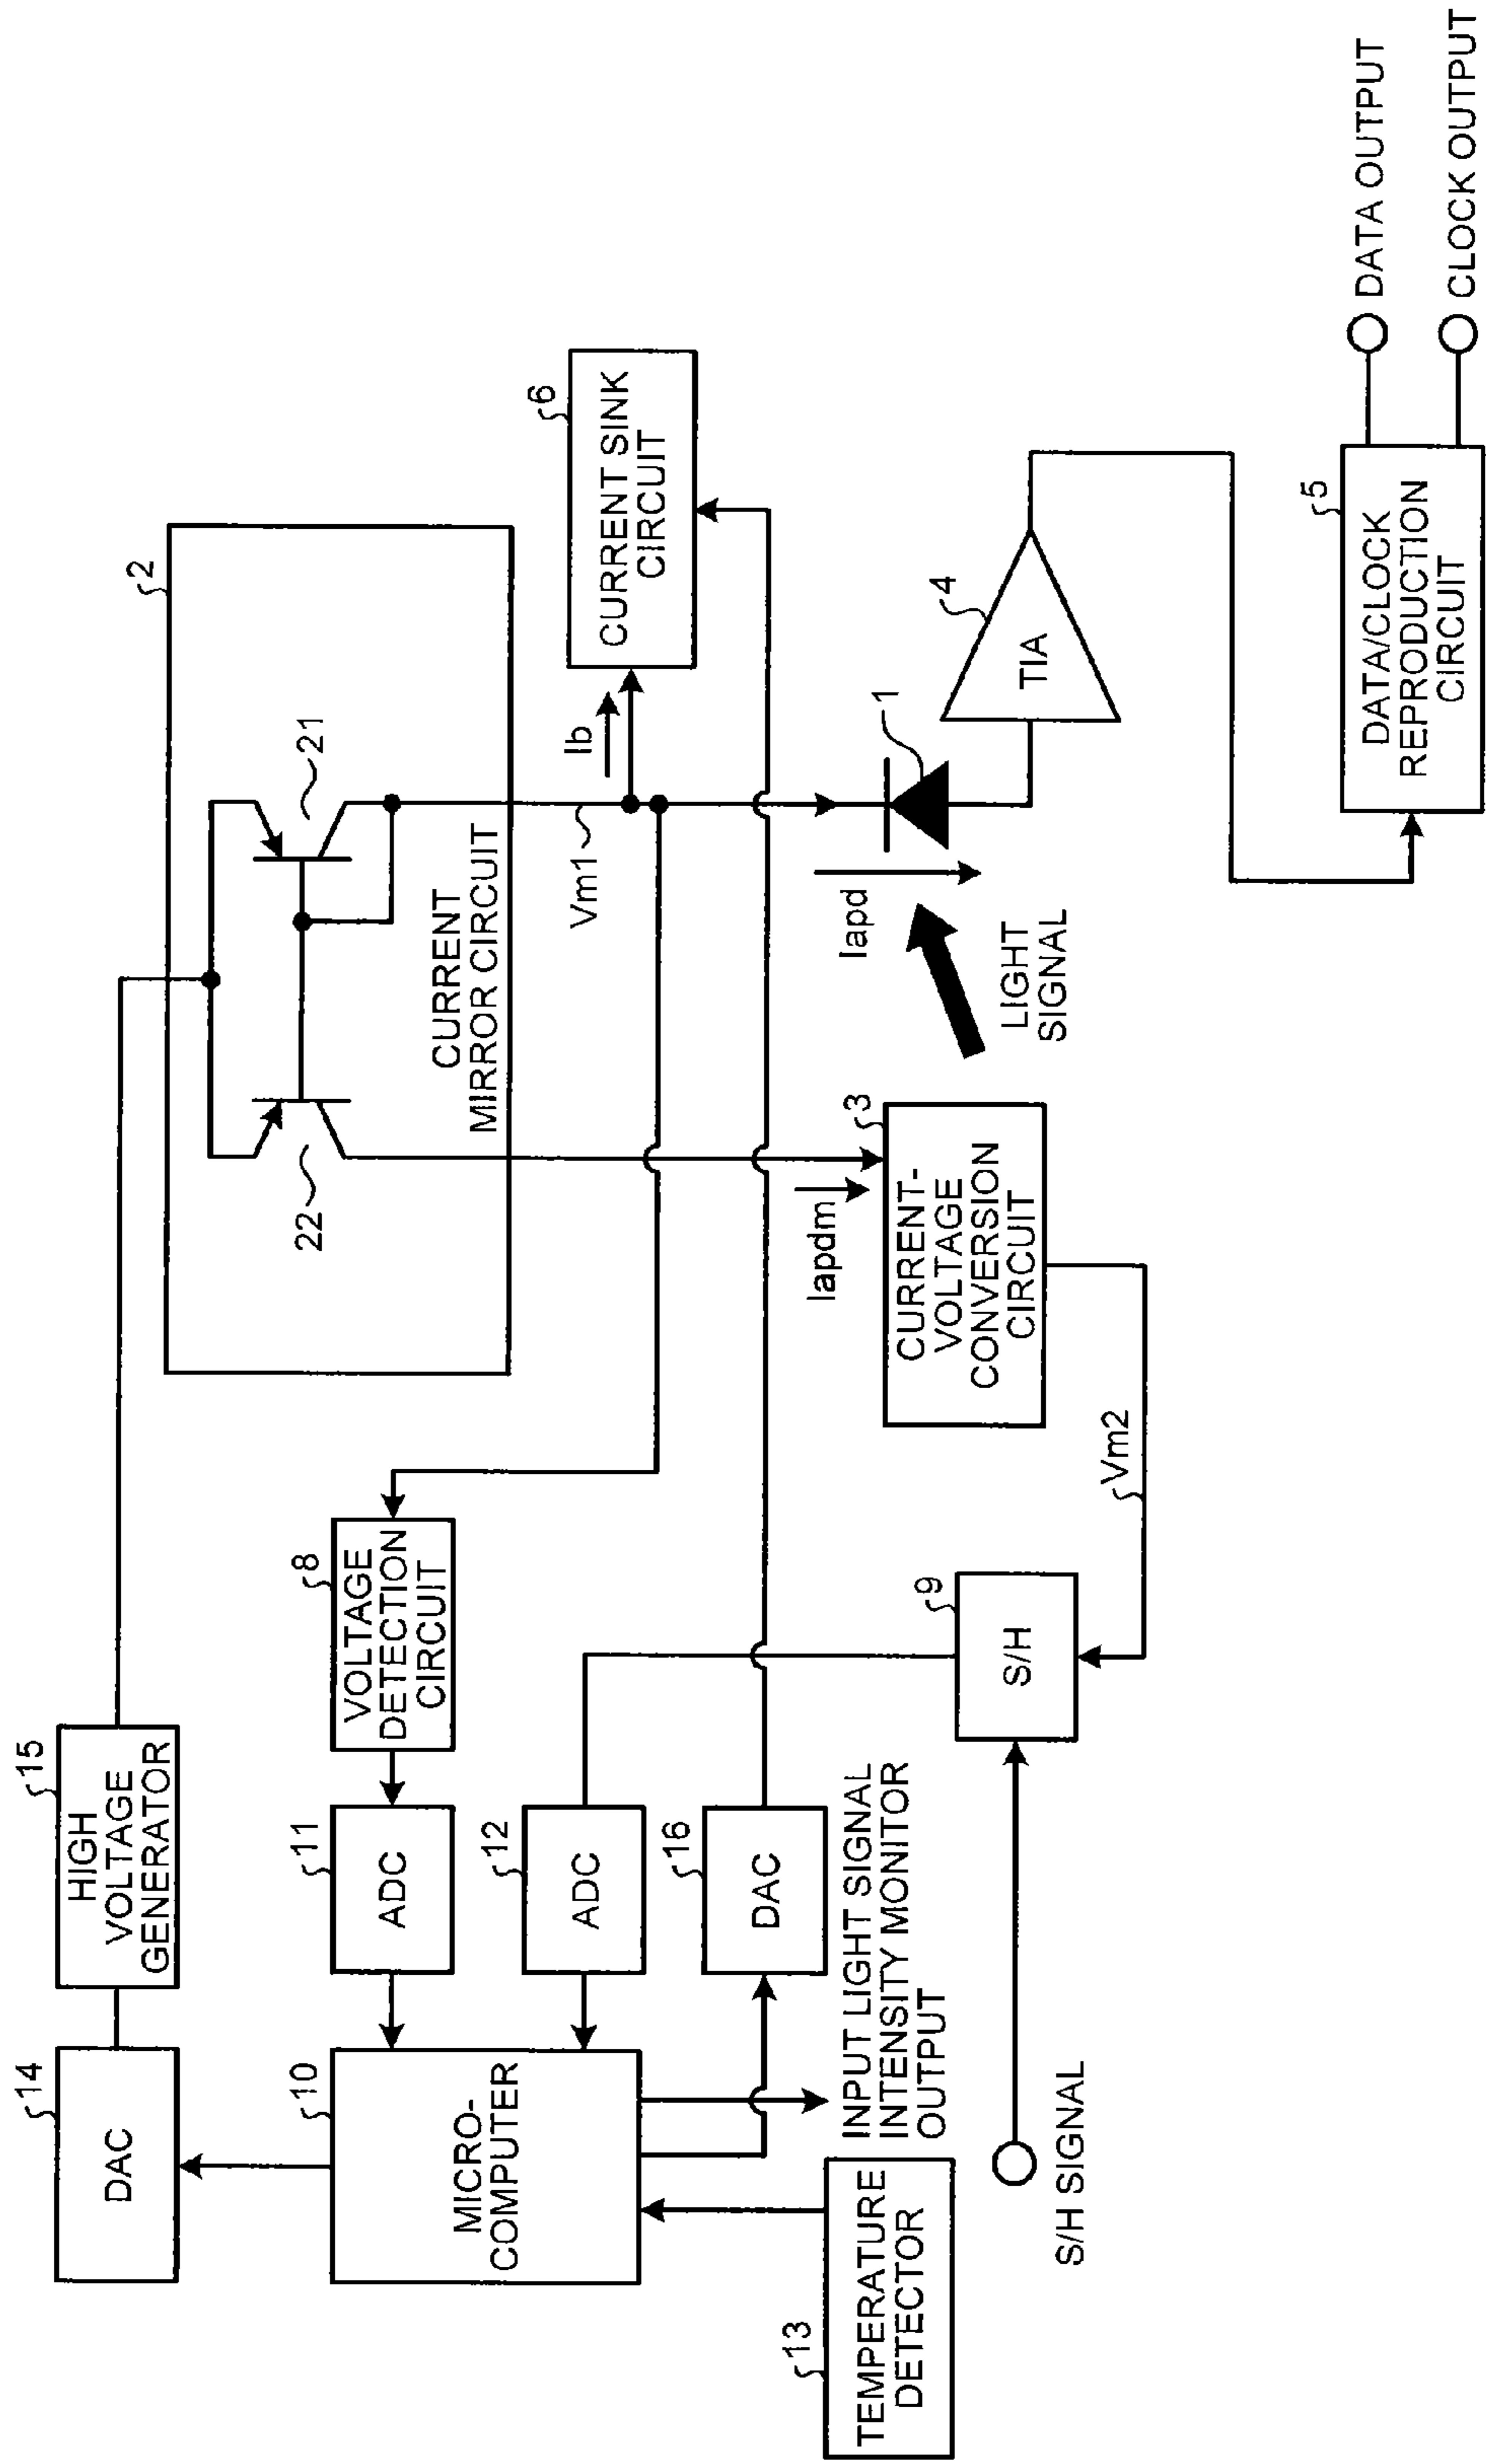 14
DAC
15
HIGH
VOLTAGE
GENERATOR
2
22
21
CURRENT
MIRROR CIRCUIT
10
MICRO-
COMPUTER
11
ADC
8
VOLTAGE
DETECTION
CIRCUIT
12
ADC
16
DAC
Vm1
Ib
6
CURRENT SINK
CIRCUIT
13
TEMPERATURE
DETECTOR
INPUT LIGHT SIGNAL
INTENSITY MONITOR
OUTPUT
9
S/H
S/H SIGNAL
Vm2
Iapdm
3
CURRENT-
VOLTAGE
CONVERSION
CIRCUIT
Iapd
LIGHT
SIGNAL
1
4
TIA
5
DATA/CLOCK
REPRODUCTION
CIRCUIT
DATA OUTPUT
CLOCK OUTPUT